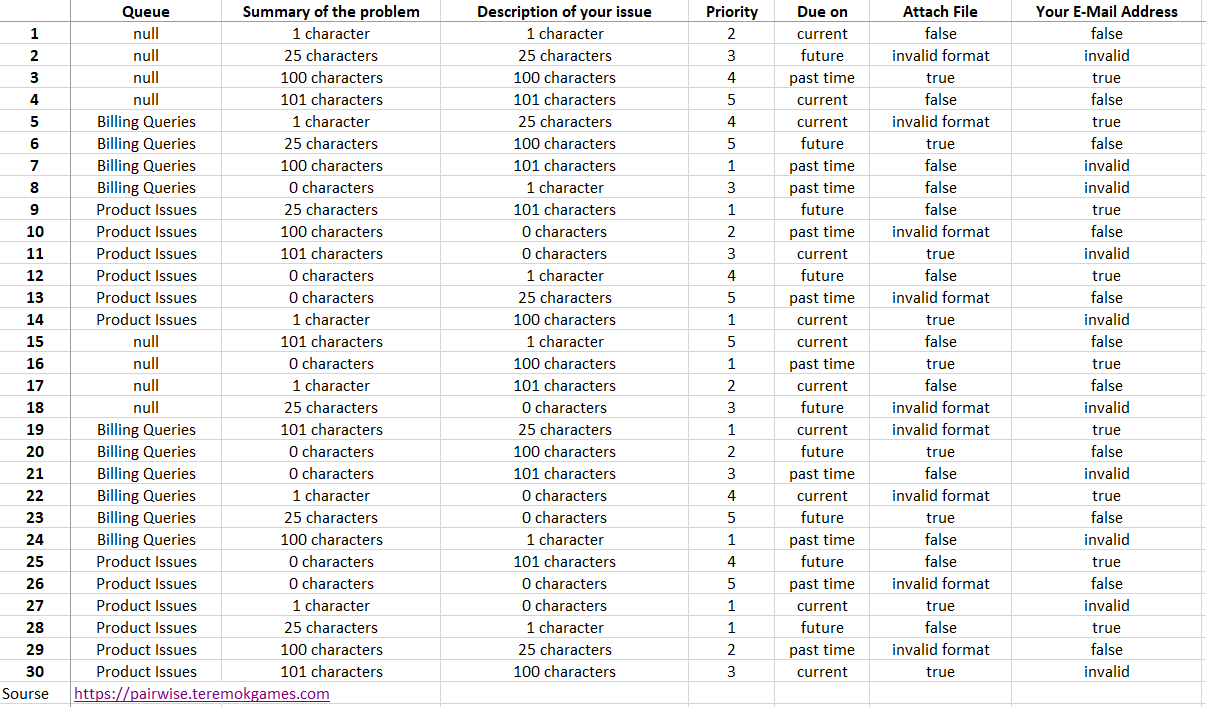 Queue Summary of the problem Description of your issue Priority Due on Attach File Your E-Mail Address
1 null 1 character 1 character 2 current false false
2 null 25 characters 25 characters 3 future invalid format invalid
3 null 100 characters 100 characters 4 past time true true
4 null 101 characters 101 characters 5 current false false
5 Billing Queries 1 character 25 characters 4 current invalid format true
6 Billing Queries 25 characters 100 characters 5 future true false
7 Billing Queries 100 characters 101 characters 1 past time false invalid
8 Billing Queries 0 characters 1 character 3 past time false invalid
9 Product Issues 25 characters 101 characters 1 future false true
10 Product Issues 100 characters 0 characters 2 past time invalid format false
11 Product Issues 101 characters 0 characters 3 current true invalid
12 Product Issues 0 characters 1 character 4 future false true
13 Product Issues 0 characters 25 characters 5 past time invalid format false
14 Product Issues 1 character 100 characters 1 current true invalid
15 null 101 characters 1 character 5 current false false
16 null 0 characters 100 characters 1 past time true true
17 null 1 character 101 characters 2 current false false
18 null 25 characters 0 characters 3 future invalid format invalid
19 Billing Queries 101 characters 25 characters 1 current invalid format true
20 Billing Queries 0 characters 100 characters 2 future true false
21 Billing Queries 0 characters 101 characters 3 past time false invalid
22 Billing Queries 1 character 0 characters 4 current invalid format true
23 Billing Queries 25 characters 0 characters 5 future true false
24 Billing Queries 100 characters 1 character 1 past time false invalid
25 Product Issues 0 characters 101 characters 4 future false true
26 Product Issues 0 characters 0 characters 5 past time invalid format false
27 Product Issues 1 character 0 characters 1 current true invalid
28 Product Issues 25 characters 1 character 1 future false true
29 Product Issues 100 characters 25 characters 2 past time invalid format false
30 Product Issues 101 characters 100 characters 3 current true invalid
Sourse https://pairwise.teremokgames.com